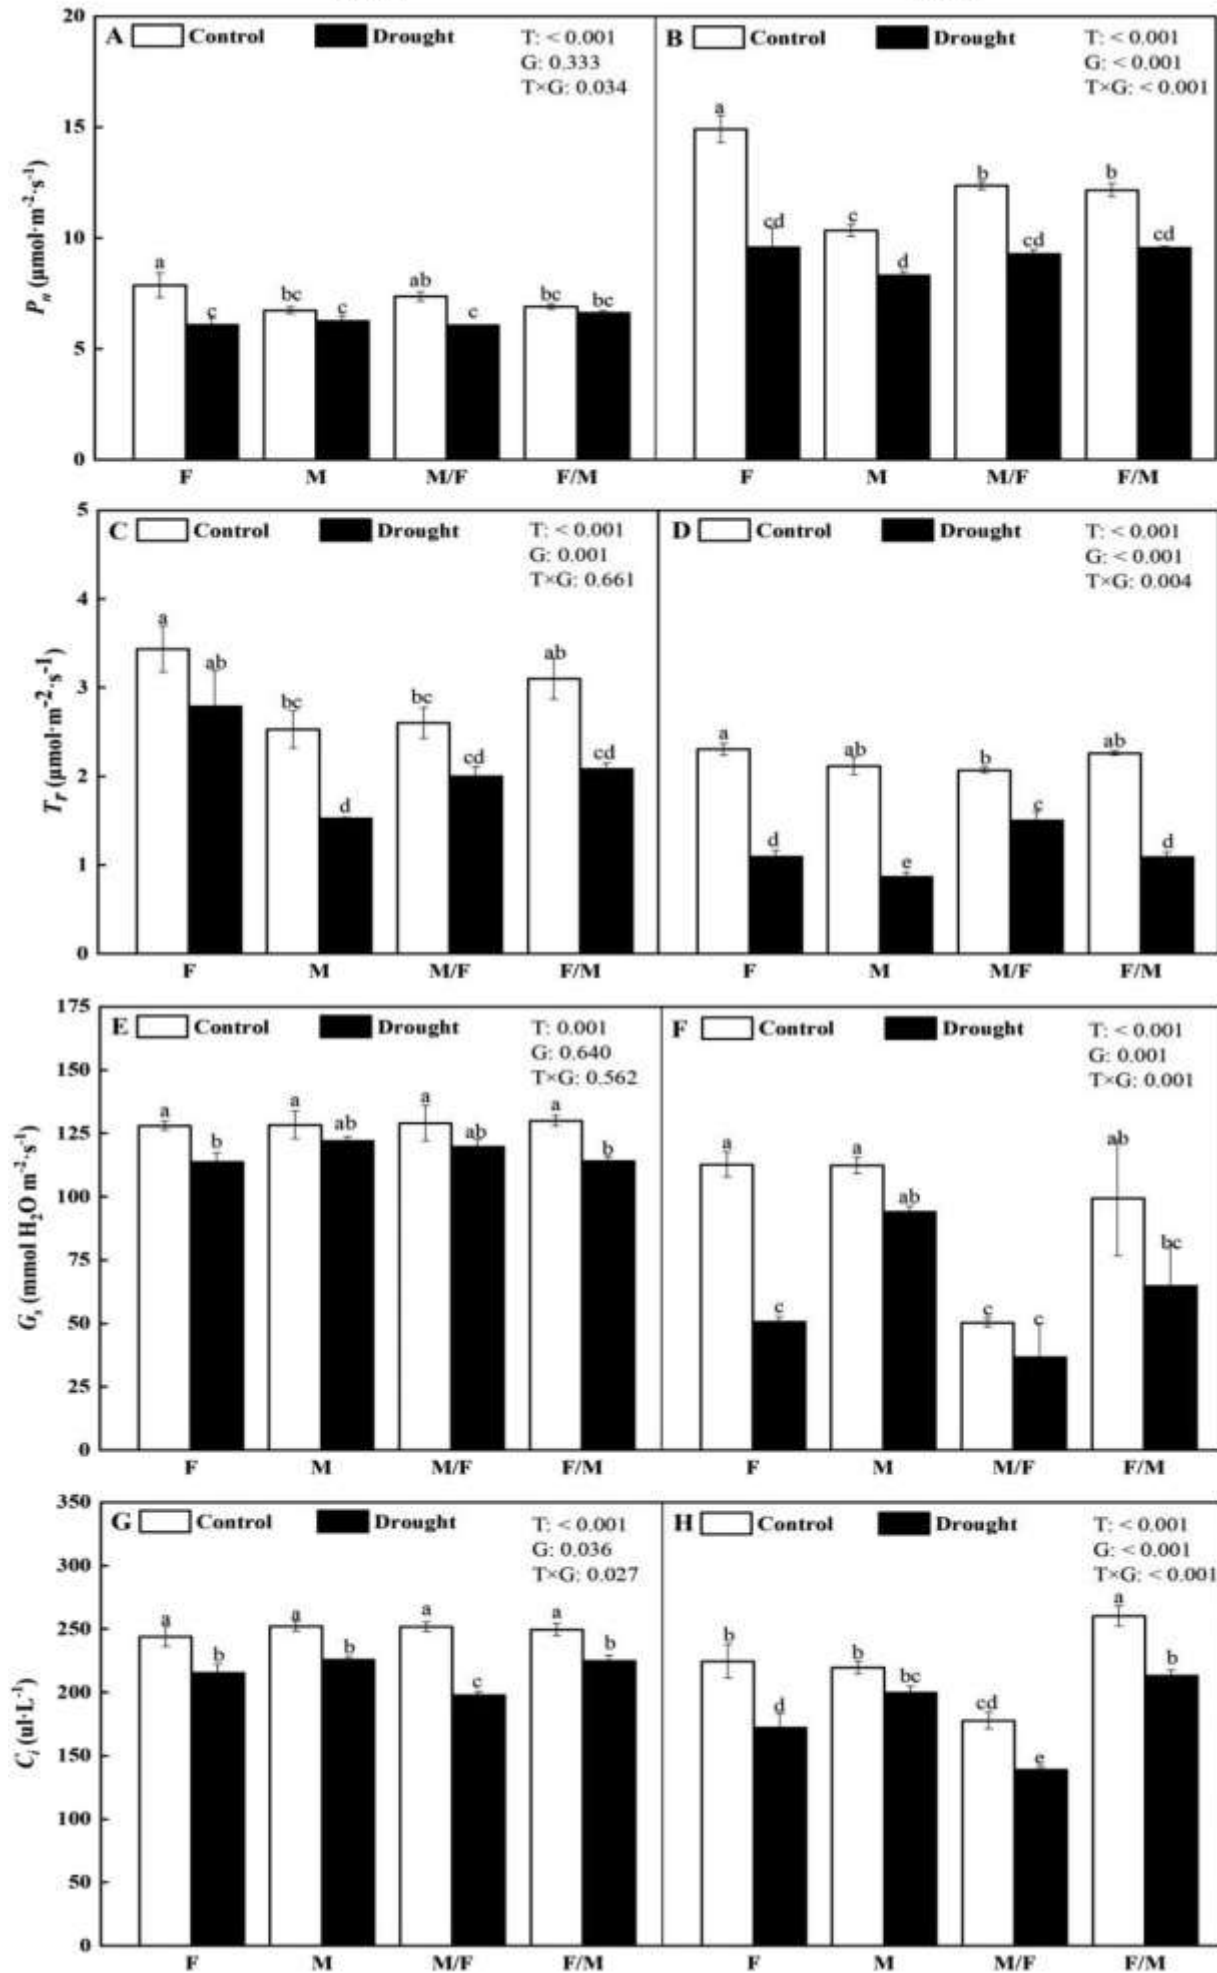 20
A Control Drought T: < 0.001
G: 0.333
T×G: 0.034
B Control Drought T: < 0.001
G: < 0.001
T×G: < 0.001
15
10
5
0
Pn (μmol·m-2·s-1)
a c bc c ab c bc bc
a cd c d b cd b cd
F M M/F F/M F M M/F F/M
5
C Control Drought T: < 0.001
G: 0.001
T×G: 0.661
D Control Drought T: < 0.001
G: < 0.001
T×G: 0.004
4
3
2
1
0
Tr (μmol·m-2·s-1)
a ab bc d bc cd ab cd
a d ab e b c ab d
F M M/F F/M F M M/F F/M
175
E Control Drought T: 0.001
G: 0.640
T×G: 0.562
F Control Drought T: < 0.001
G: 0.001
T×G: 0.001
150
125
100
75
50
25
0
Gs (mmol H2O m-2·s-1)
a b a ab a ab a b
a c a ab c c ab bc
F M M/F F/M F M M/F F/M
350
G Control Drought T: < 0.001
G: 0.036
T×G: 0.027
H Control Drought T: < 0.001
G: < 0.001
T×G: < 0.001
300
250
200
150
100
50
0
Ci (ul·L-1)
a b a b a c a b
b d b bc cd e a b
F M M/F F/M F M M/F F/M